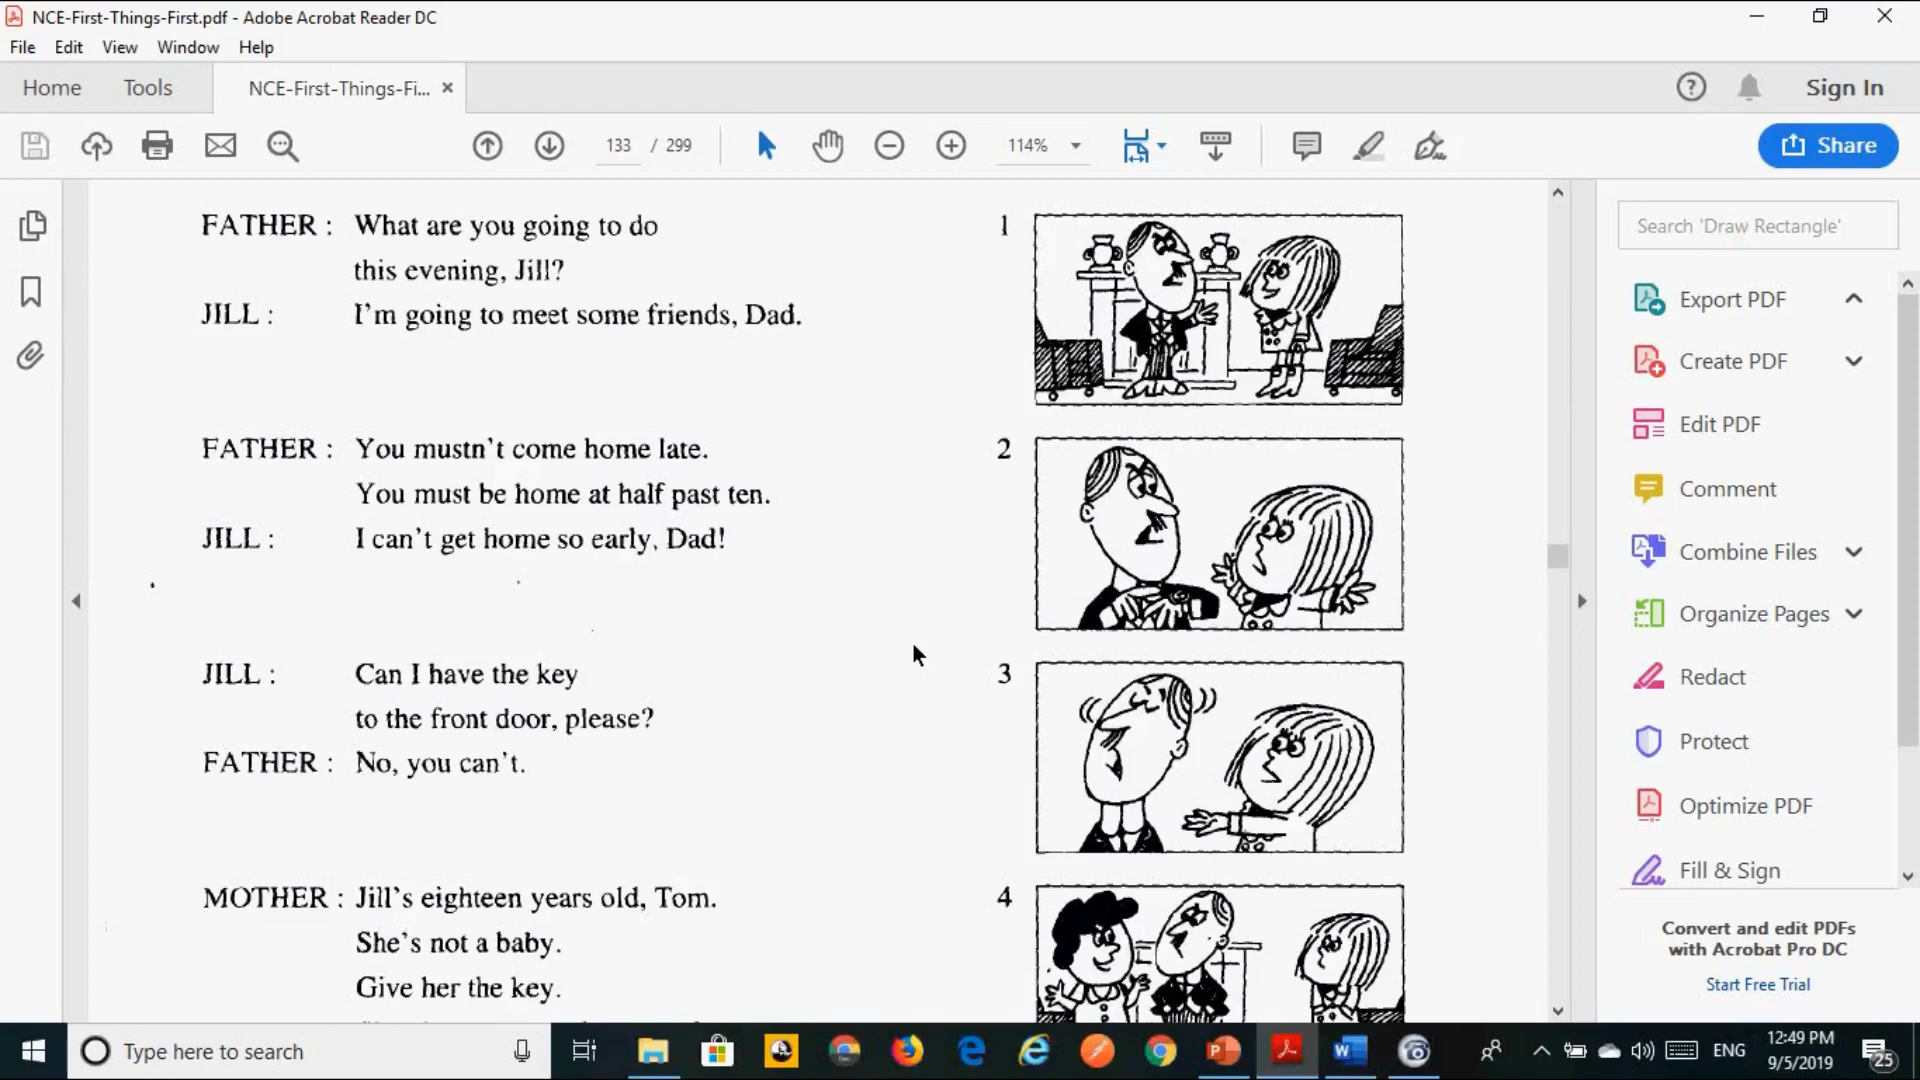 NCE-First-Things-First.pdf - Adobe Acrobat Reader DC
File Edit View Window Help
Home Tools NCE-First-Things-Fi... × Sign In
133 / 299 114% Share
FATHER : What are you going to do
this evening, Jill?
JILL : I'm going to meet some friends, Dad.
1
FATHER : You mustn't come home late.
You must be home at half past ten.
JILL : I can't get home so early, Dad!
2
JILL : Can I have the key
to the front door, please?
FATHER : No, you can't.
3
MOTHER : Jill's eighteen years old, Tom.
She's not a baby.
Give her the key.
4
Search 'Draw Rectangle'
Export PDF
Create PDF
Edit PDF
Comment
Combine Files
Organize Pages
Redact
Protect
Optimize PDF
Fill & Sign
Convert and edit PDFs
with Acrobat Pro DC
Start Free Trial
Type here to search
ENG
12:49 PM
9/5/2019
25